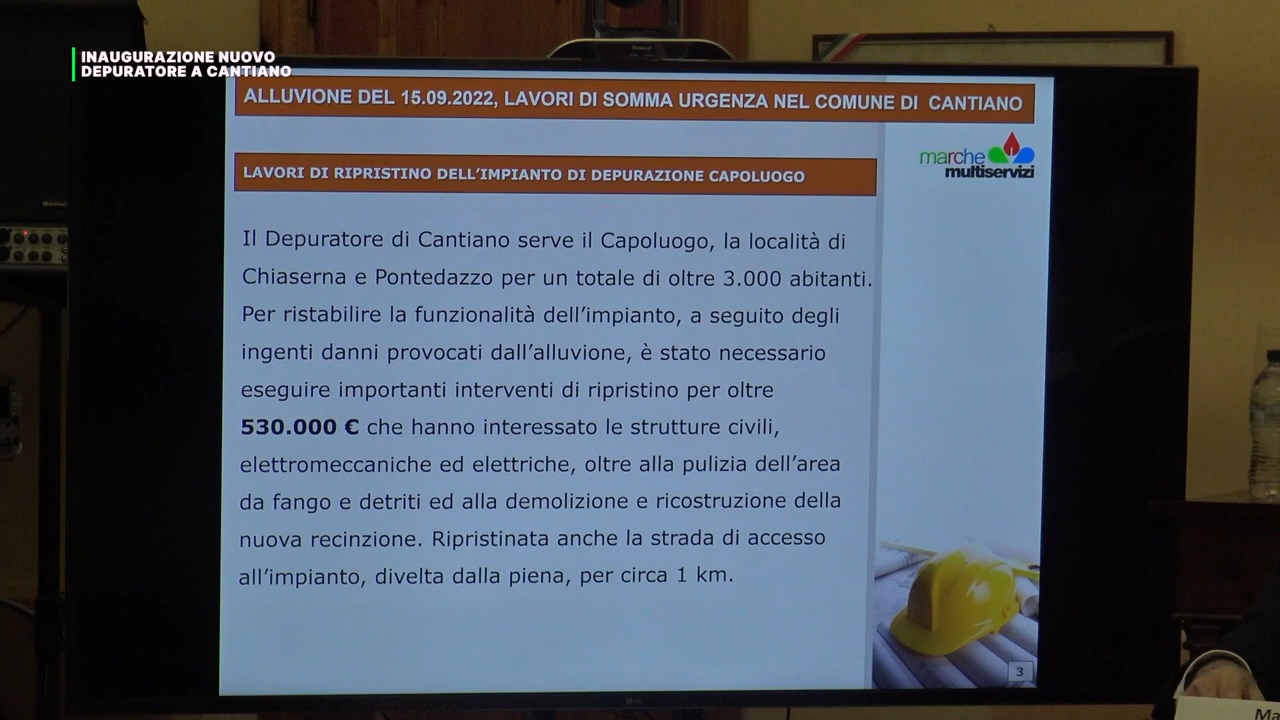 INAUGURAZIONE NUOVO
DEPURATORE A CANTIANO
ALLUVIONE DEL 15.09.2022, LAVORI DI SOMMA URGENZA NEL COMUNE DI CANTIANO
marche
multiservizi
LAVORI DI RIPRISTINO DELL'IMPIANTO DI DEPURAZIONE CAPOLUOGO
Il Depuratore di Cantiano serve il Capoluogo, la località di
Chiaserna e Pontedazzo per un totale di oltre 3.000 abitanti.
Per ristabilire la funzionalità dell'impianto, a seguito degli
ingenti danni provocati dall'alluvione, è stato necessario
eseguire importanti interventi di ripristino per oltre
530.000 € che hanno interessato le strutture civili,
elettromeccaniche ed elettriche, oltre alla pulizia dell'area
da fango e detriti ed alla demolizione e ricostruzione della
nuova recinzione. Ripristinata anche la strada di accesso
all'impianto, divelta dalla piena, per circa 1 km.
3
LG